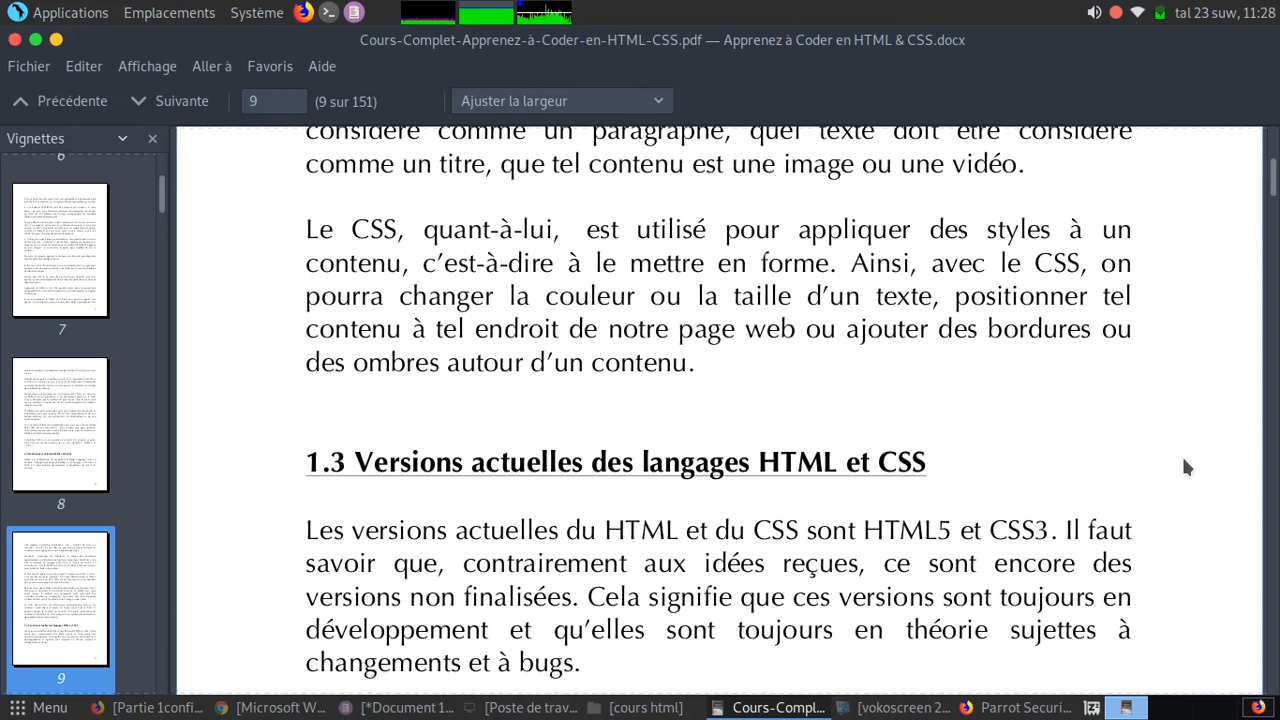 Applications Emplacements Système tal 23 suw, 11:28
Cours-Complet-Apprenez-à-Coder-en-HTML-CSS.pdf — Apprenez à Coder en HTML & CSS.docx
Fichier Editer Affichage Aller à Favoris Aide
Précédente Suivante 9 (9 sur 151) Ajuster la largeur
Vignettes
6
7
8
9
considéré comme un paragraphe, quel texte doit être considéré
comme un titre, que tel contenu est une image ou une vidéo.
Le CSS, quant-à-lui, est utilisé pour appliquer des styles à un
contenu, c’est-à-dire à le mettre en forme. Ainsi, avec le CSS, on
pourra changer la couleur ou la taille d’un texte, positionner tel
contenu à tel endroit de notre page web ou ajouter des bordures ou
des ombres autour d’un contenu.
1.3 Versions actuelles des langages HTML et CSS
Les versions actuelles du HTML et du CSS sont HTML5 et CSS3. Il faut
savoir que, contrairement aux idées reçues, ce sont encore des
versions non finalisées. Cela signifie que ces versions sont toujours en
développement et qu’elles sont toujours en théorie sujettes à
changements et à bugs.
Menu [Partie 1confi... [Microsoft W... [*Document 1... [Poste de trav... [cours html] Cours-Compl... [vokoscreen 2... Parrot Securi...